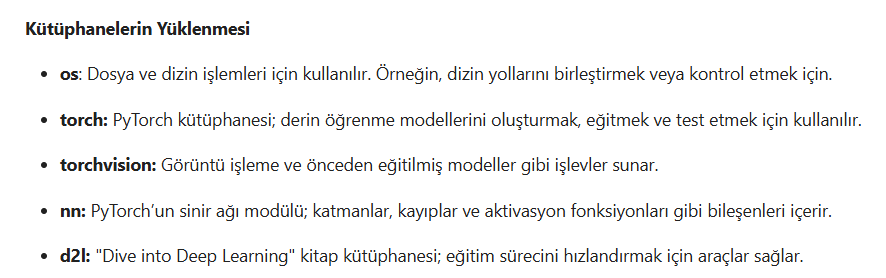 Kütüphanelerin Yüklenmesi
os: Dosya ve dizin işlemleri için kullanılır. Örneğin, dizin yollarını birleştirmek veya kontrol etmek için.
torch: PyTorch kütüphanesi; derin öğrenme modellerini oluşturmak, eğitmek ve test etmek için kullanılır.
torchvision: Görüntü işleme ve önceden eğitilmiş modeller gibi işlevler sunar.
nn: PyTorch’un sinir ağı modülü; katmanlar, kayıplar ve aktivasyon fonksiyonları gibi bileşenleri içerir.
d2l: "Dive into Deep Learning" kitap kütüphanesi; eğitim sürecini hızlandırmak için araçlar sağlar.